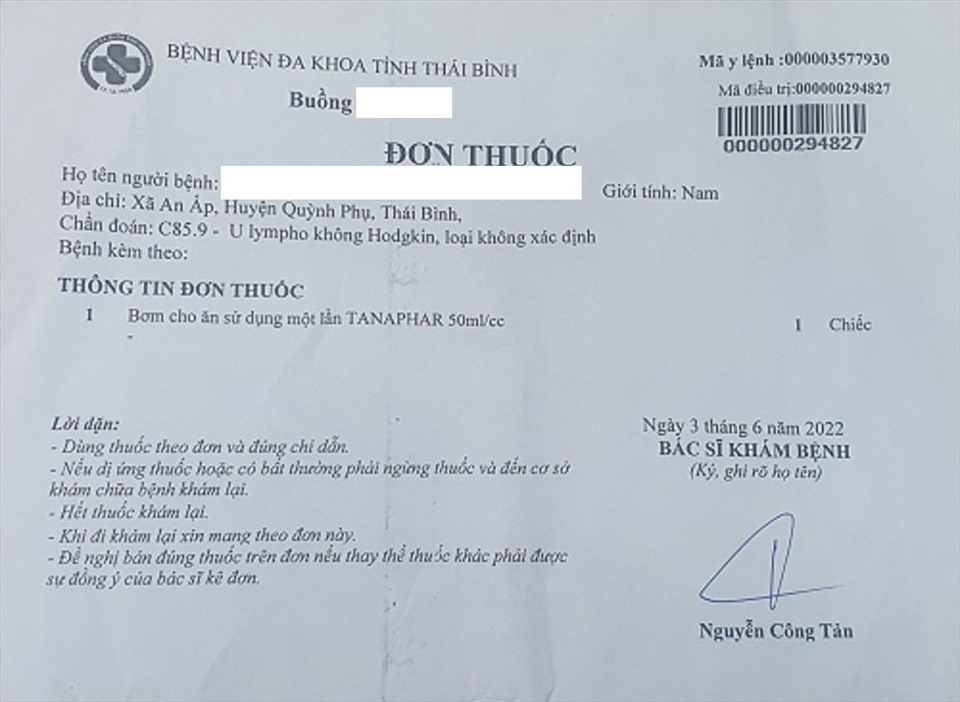 BỆNH VIỆN ĐA KHOA TỈNH THÁI BÌNH
Mã y lệnh :000003577930
Mã điều trị:000000294827
Buồng
000000294827
ĐƠN THUỐC
Họ tên người bệnh:
Giới tính: Nam
Địa chỉ: Xã An Ấp, Huyện Quỳnh Phụ, Thái Bình,
Chẩn đoán: C85.9 - U lympho không Hodgkin, loại không xác định
Bệnh kèm theo:
THÔNG TIN ĐƠN THUỐC
1 Bơm cho ăn sử dụng một lần TANAPHAR 50ml/cc 1 Chiếc
-
Lời dặn:
- Dùng thuốc theo đơn và đúng chỉ dẫn.
- Nếu dị ứng thuốc hoặc có bất thường phải ngừng thuốc và đến cơ sở
khám chữa bệnh khám lại.
- Hết thuốc khám lại.
- Khi đi khám lại xin mang theo đơn này.
- Đề nghị bán đúng thuốc trên đơn nếu thay thế thuốc khác phải được
sự đồng ý của bác sĩ kê đơn.
Ngày 3 tháng 6 năm 2022
BÁC SĨ KHÁM BỆNH
(Ký, ghi rõ họ tên)
Nguyễn Công Tản